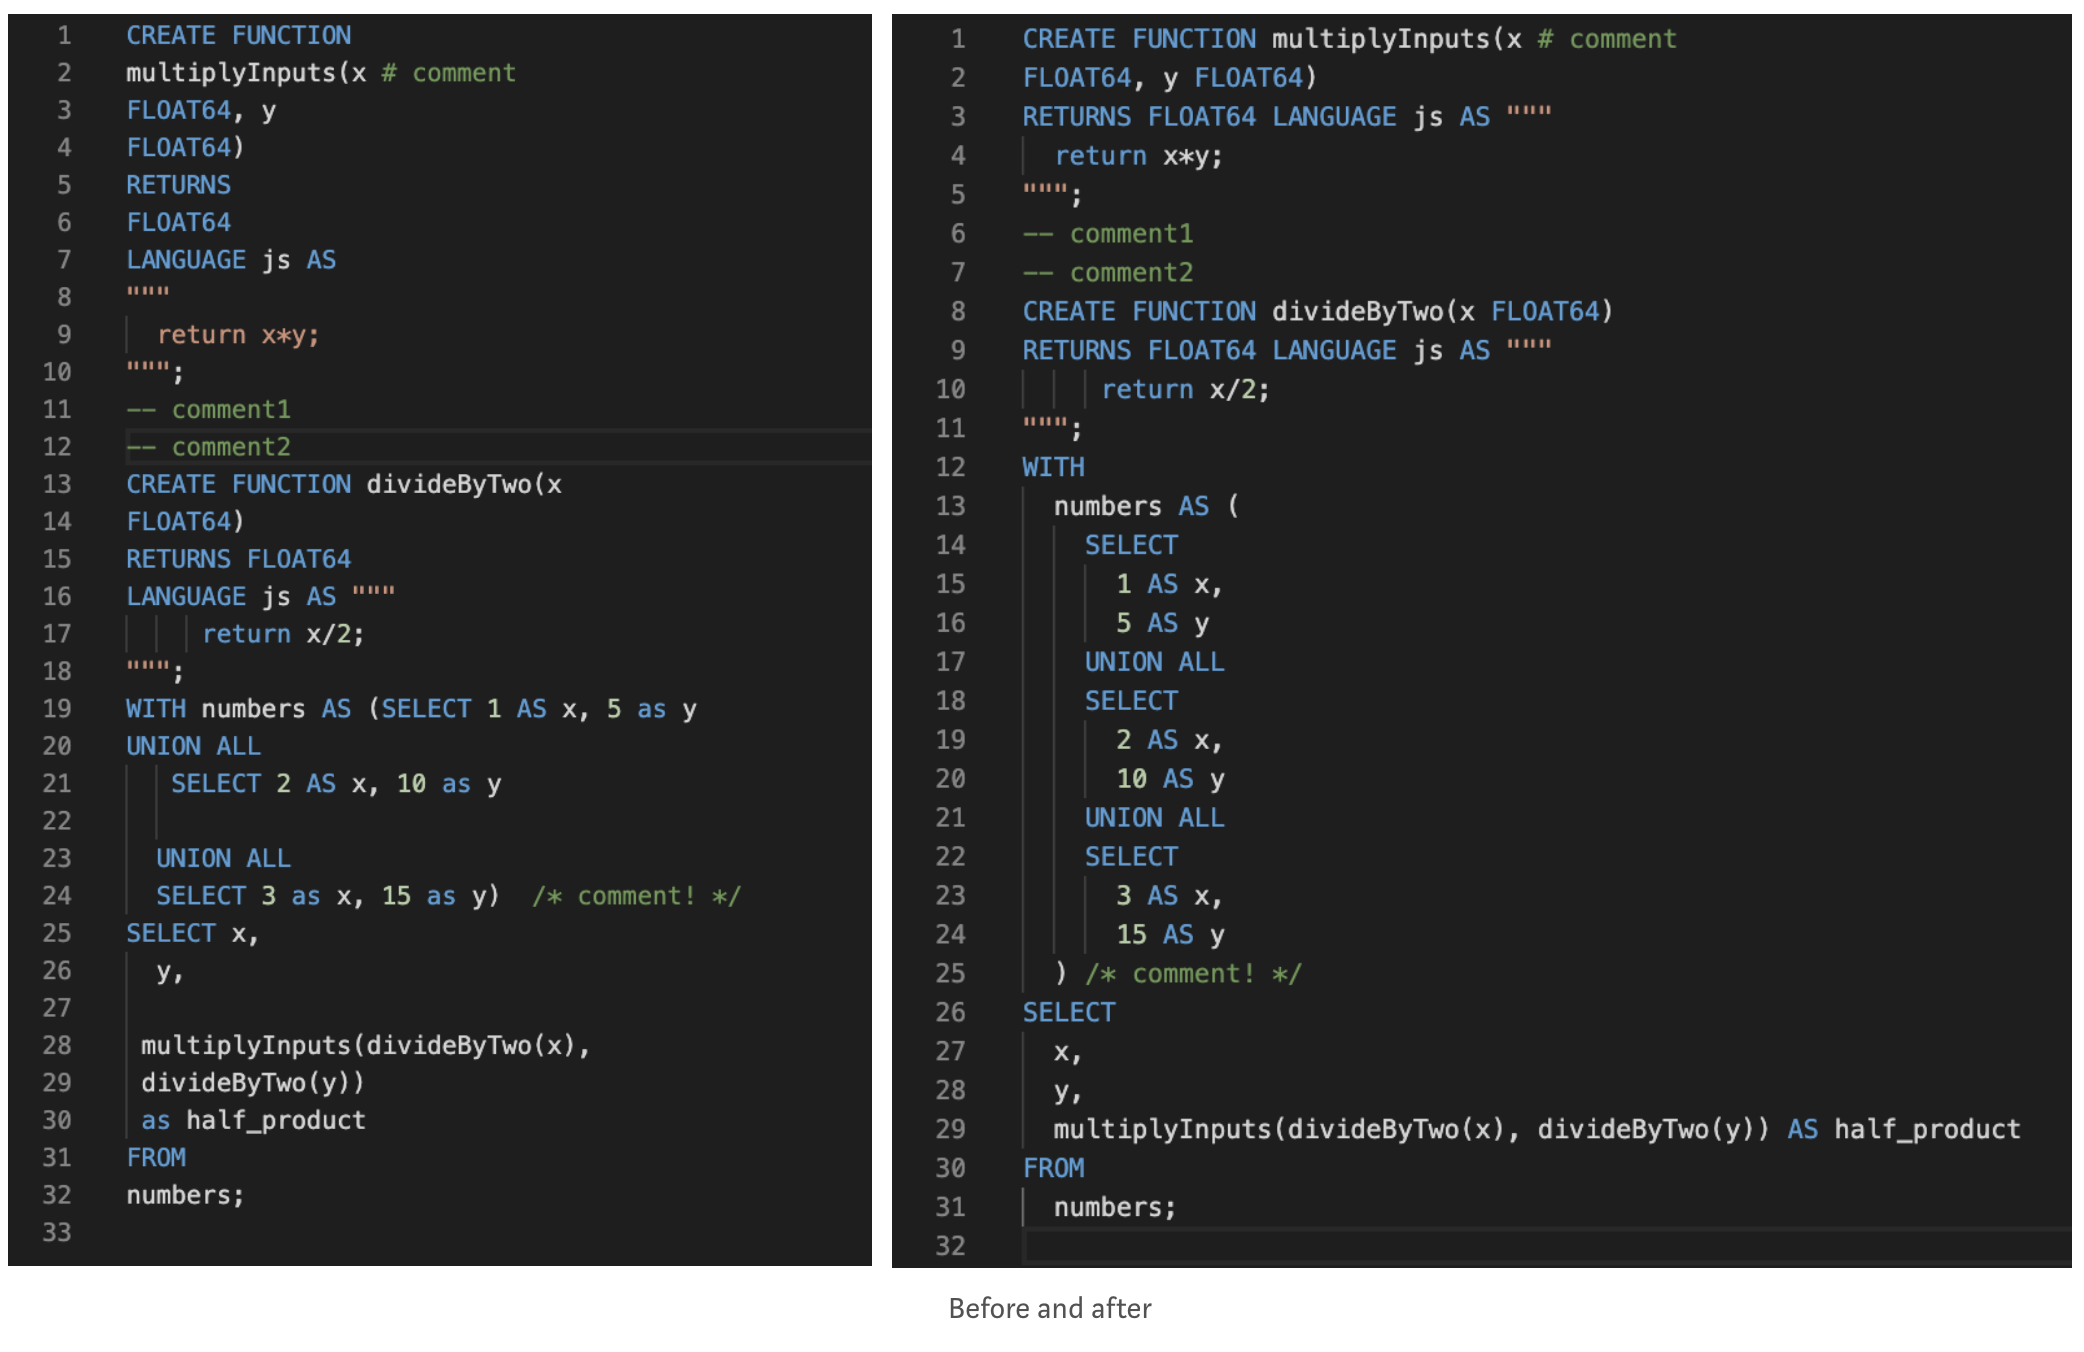 1 CREATE FUNCTION
2 multiplyInputs(x # comment
3 FLOAT64, y
4 FLOAT64)
5 RETURNS
6 FLOAT64
7 LANGUAGE js AS
8 """
9 return x*y;
10 """;
11 -- comment1
12 -- comment2
13 CREATE FUNCTION divideByTwo(x
14 FLOAT64)
15 RETURNS FLOAT64
16 LANGUAGE js AS """
17 return x/2;
18 """;
19 WITH numbers AS (SELECT 1 AS x, 5 as y
20 UNION ALL
21 SELECT 2 AS x, 10 as y
22
23 UNION ALL
24 SELECT 3 as x, 15 as y)  /* comment! */
25 SELECT x,
26 y,
27
28 multiplyInputs(divideByTwo(x),
29 divideByTwo(y))
30 as half_product
31 FROM
32 numbers;
33
1 CREATE FUNCTION multiplyInputs(x # comment
2 FLOAT64, y FLOAT64)
3 RETURNS FLOAT64 LANGUAGE js AS """
4 return x*y;
5 """;
6 -- comment1
7 -- comment2
8 CREATE FUNCTION divideByTwo(x FLOAT64)
9 RETURNS FLOAT64 LANGUAGE js AS """
10 return x/2;
11 """;
12 WITH
13 numbers AS (
14 SELECT
15 1 AS x,
16 5 AS y
17 UNION ALL
18 SELECT
19 2 AS x,
20 10 AS y
21 UNION ALL
22 SELECT
23 3 AS x,
24 15 AS y
25 ) /* comment! */
26 SELECT
27 x,
28 y,
29 multiplyInputs(divideByTwo(x), divideByTwo(y)) AS half_product
30 FROM
31 numbers;
32
Before and after